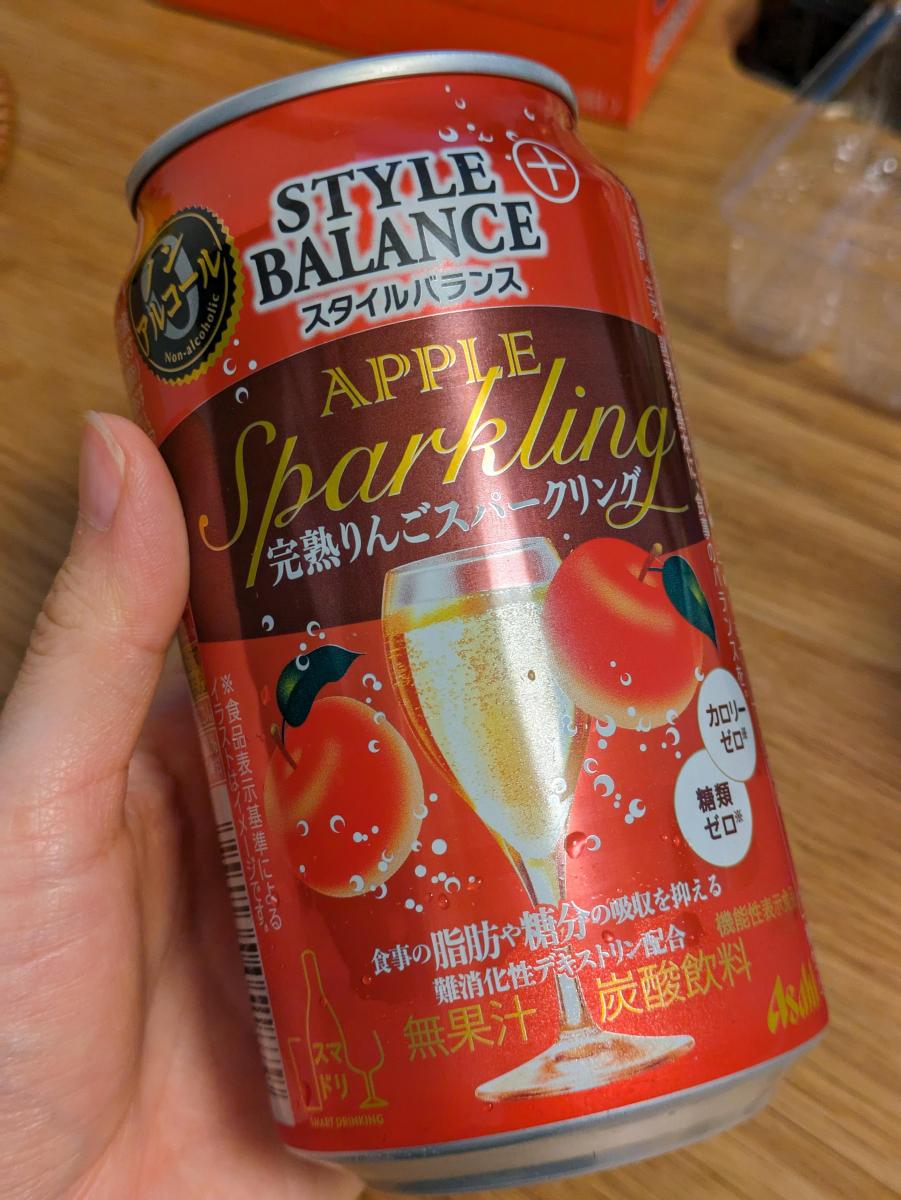 STYLE
BALANCE
スタイルバランス
ノン
アルコール
Non-alcoholic
APPLE
Sparkling
完熟りんごスパークリング
カロリー
ゼロ※
糖類
ゼロ※
※食品表示基準による
イラストはイメージです。
食事の脂肪や糖分の吸収を抑える
難消化性デキストリン配合
機能性表示食
無果汁 炭酸飲料
スマ
ドリ
SMART DRINKING
Asahi